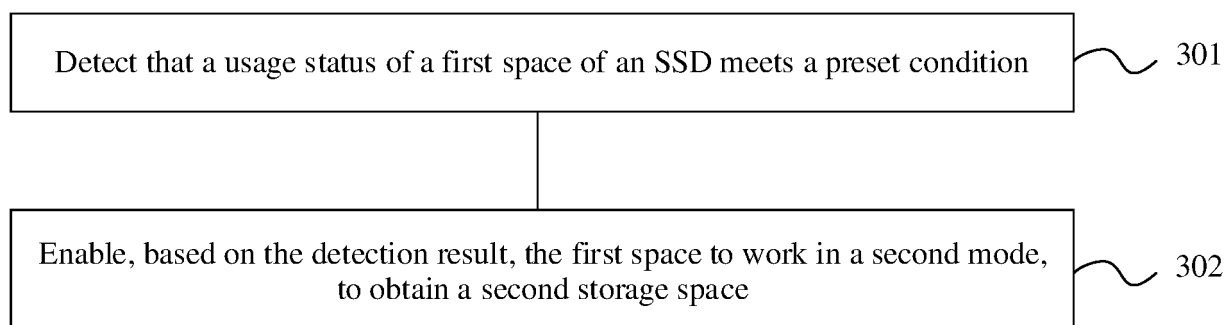 Detect that a usage status of a first space of an SSD meets a preset condition
301
Enable, based on the detection result, the first space to work in a second mode,
to obtain a second storage space
302